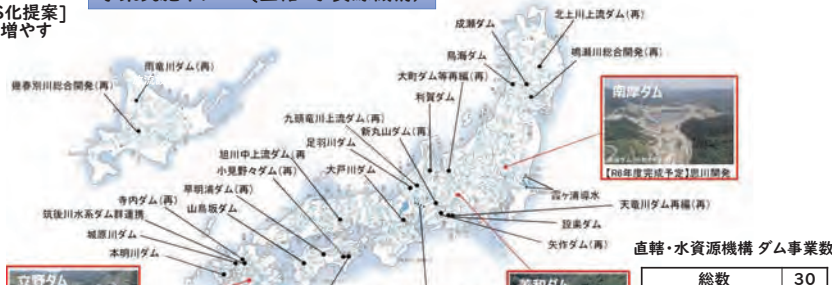 化提案]
増やす
成瀬ダム
北上川上流ダム(再)
鳥海ダム
鳴瀬川総合開発(再)
大町ダム等再編(再)
利賀ダム
雨竜川ダム(再)
幾春別川総合開発(再)
南摩ダム
【R6年度完成予定】思川開発
九頭竜川上流ダム(再)
新丸山ダム(再)
足羽川ダム
旭川中上流ダム(再
小見野々ダム(再)
大戸川ダム
早明浦ダム(再)
寺内ダム(再)
山鳥坂ダム
筑後川水系ダム群連携
城原川ダム
本明川ダム
霞ヶ浦導水
天竜川ダム再編(再)
設楽ダム
矢作ダム(再)
直轄・水資源機構 ダム事業数
総数 30
立野ダム
美和ダム